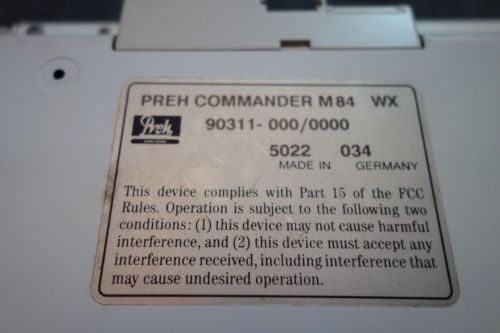 PREH COMMANDER M 84 WX
Preh
90311- 000/0000
5022 034
MADE IN GERMANY
This device complies with Part 15 of the FCC
Rules. Operation is subject to the following two
conditions: (1) this device may not cause harmful
interference, and (2) this device must accept any
interference received, including interference that
may cause undesired operation.